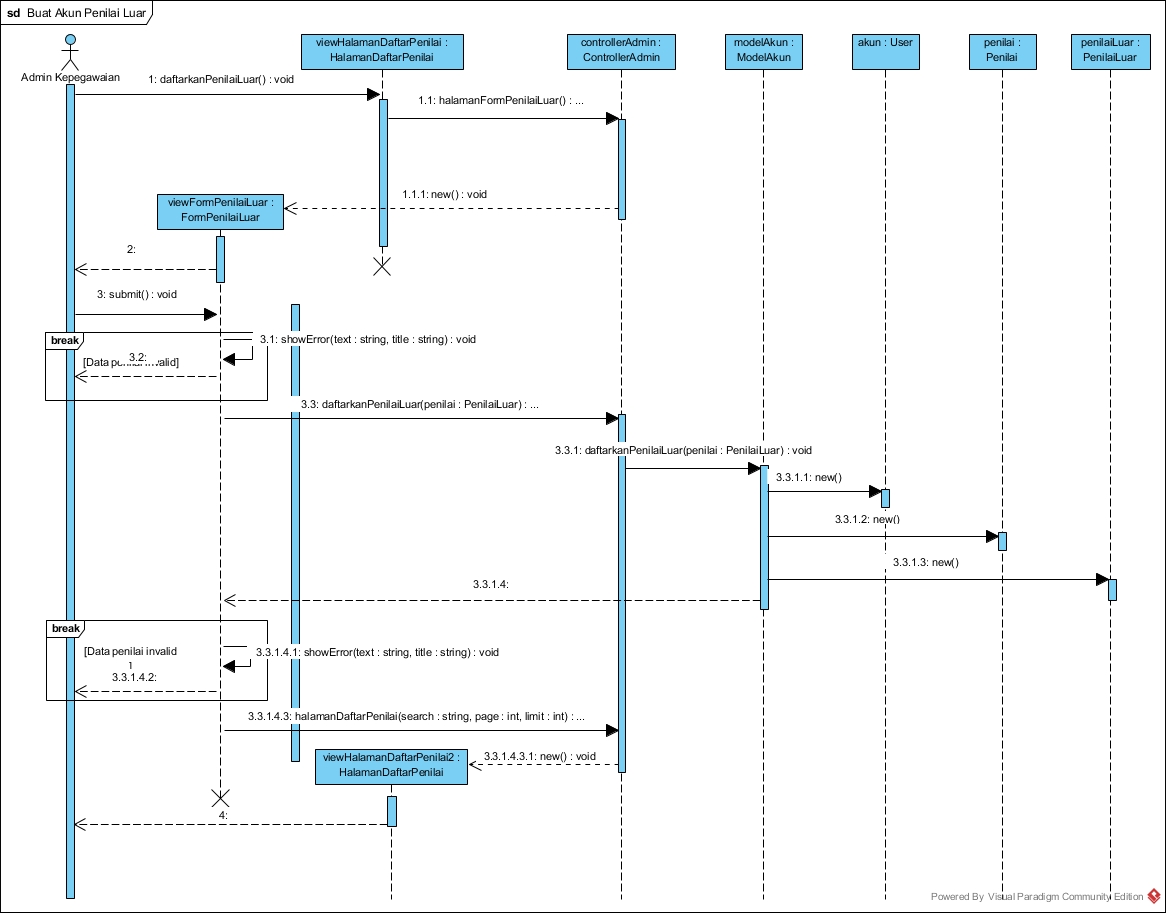 sd Buat Akun Penilai Luar
viewHalamanDaftarPenilai :
HalamanDaftarPenilai
controllerAdmin :
ControllerAdmin
modelAkun :
ModelAkun
akun : User
penilai :
Penilai
penilaiLuar :
PenilaiLuar
Admin Kepegawaian
1: daftarkanPenilaiLuar() : void
1.1: halamanFormPenilaiLuar() : ...
1.1.1: new() : void
viewFormPenilaiLuar :
FormPenilaiLuar
2:
3: submit() : void
break
3.1: showError(text : string, title : string) : void
3.2:
[Data invalid]
3.3: daftarkanPenilaiLuar(penilai : PenilaiLuar) : ...
3.3.1: daftarkanPenilaiLuar(penilai : PenilaiLuar) : void
3.3.1.1: new()
3.3.1.2: new()
3.3.1.3: new()
3.3.1.4:
break
[Data penilai invalid
]
3.3.1.4.1: showError(text : string, title : string) : void
3.3.1.4.2:
3.3.1.4.3: halamanDaftarPenilai(search : string, page : int, limit : int) : ...
viewHalamanDaftarPenilai2 :
HalamanDaftarPenilai
3.3.1.4.3.1: new() : void
4:
Powered By Visual Paradigm Community Edition